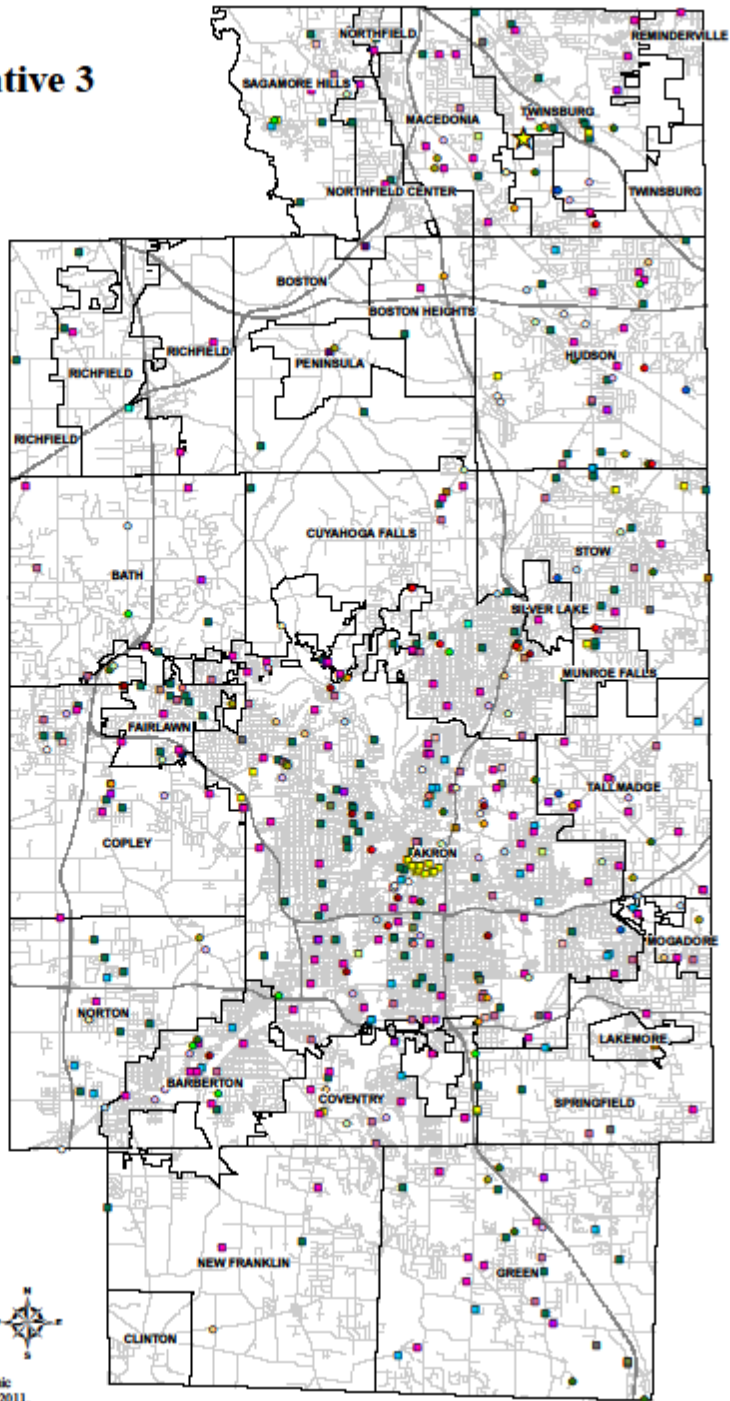 NORTHFIELD
REMINDERVILLE
tive 3
SAGAMORE HILLS
TWINSBURG
MACEDONIA
NORTHFIELD CENTER
TWINSBURG
BOSTON
BOSTON HEIGHTS
RICHFIELD
HUDSON
PENINSULA
RICHFIELD
RICHFIELD
CUYAHOGA FALLS
STOW
BATH
SILVER LAKE
MUNROE FALLS
FAIRLAWN
TALLMADGE
COPLEY
AKRON
MOGADORE
NORTON
LAKEMORE
BARBERTON
COVENTRY
SPRINGFIELD
NEW FRANKLIN
GREEN
N
E
S
CLINTON
2011